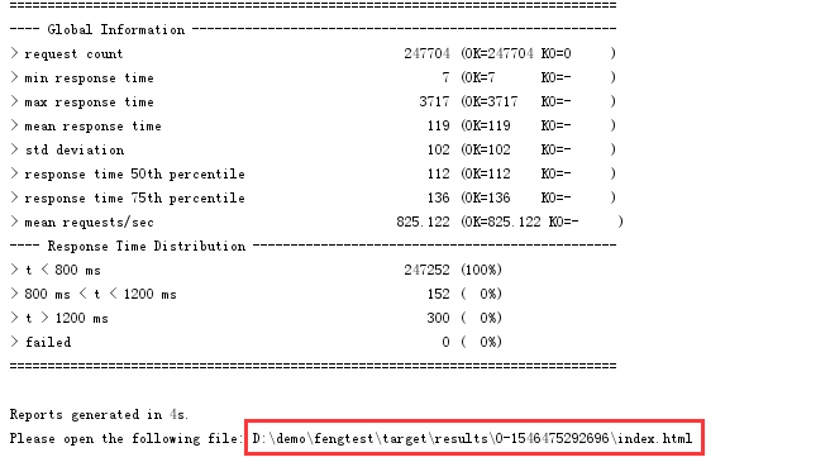 ================================================================================
---- Global Information --------------------------------------------------------
> request count 247704 (OK=247704 KO=0 )
> min response time 7 (OK=7 KO=- )
> max response time 3717 (OK=3717 KO=- )
> mean response time 119 (OK=119 KO=- )
> std deviation 102 (OK=102 KO=- )
> response time 50th percentile 112 (OK=112 KO=- )
> response time 75th percentile 136 (OK=136 KO=- )
> mean requests/sec 825.122 (OK=825.122 KO=- )
---- Response Time Distribution ------------------------------------------------
> t < 800 ms 247252 (100%)
> 800 ms < t < 1200 ms 152 ( 0%)
> t > 1200 ms 300 ( 0%)
> failed 0 ( 0%)
================================================================================
Reports generated in 4s.
Please open the following file: D:\demo\fengtest\target\results\0-1546475292696\index.html